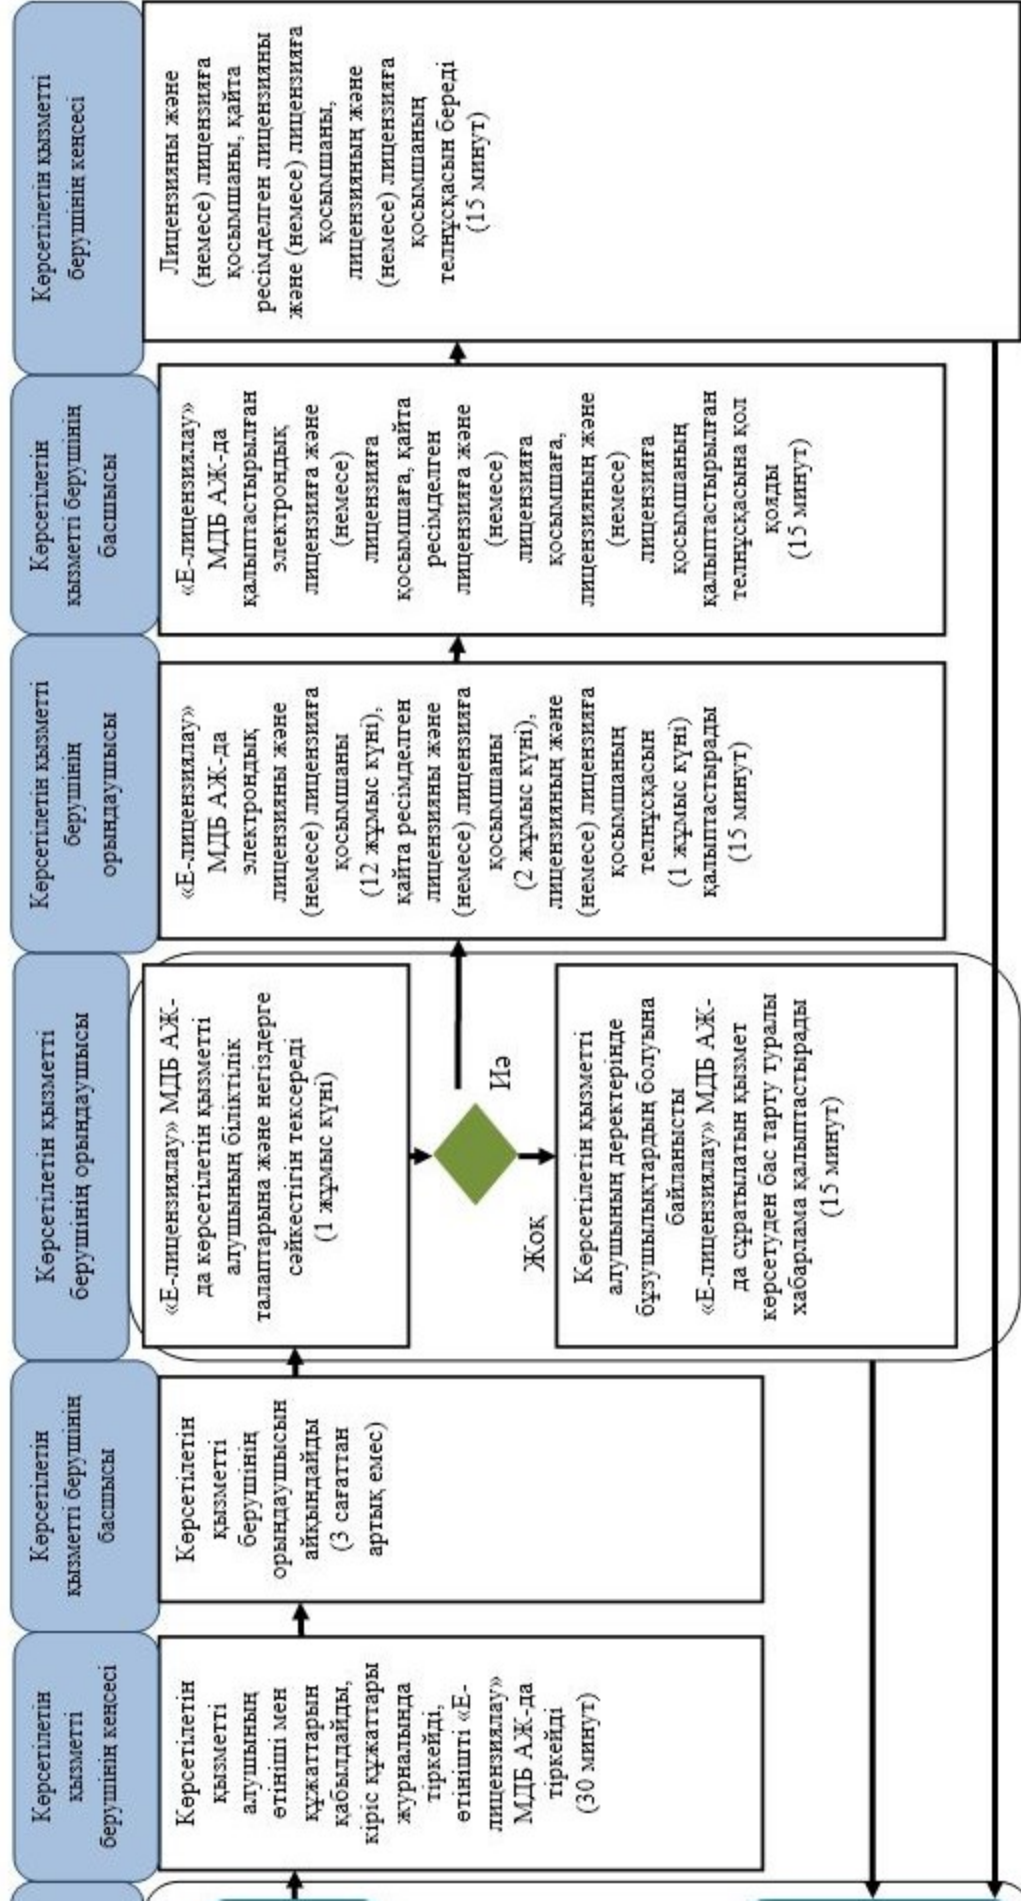 Көрсетілетін
қызметті
берушінің кеңсесі
Көрсетілетін
қызметті
алушының
өтініші мен
құжаттарын
қабылдайды,
кіріс құжаттары
журналында
тіркейді,
өтінішті «Е-
лицензиялау»
МДБ АЖ-да
тіркейді
(30 минут)
Көрсетілетін
қызметті берушінің
басшысы
Көрсетілетін
қызметті
берушінің
орындаушысын
айқындайды
(3 сағаттан
артық емес)
Көрсетілетін қызметті
берушінің орындаушысы
«Е-лицензиялау» МДБ АЖ-
да көрсетілетін қызметті
алушының біліктілік
талаптарына және негіздерге
сәйкестігін тексереді
(1 жұмыс күні)
Жоқ
Иә
Көрсетілетін қызметті
алушының деректерінде
бұзушылықтардың болуына
байланысты
«Е-лицензиялау» МДБ АЖ-
да сұратылатын қызмет
көрсетуден бас тарту туралы
хабарлама қалыптастырады
(15 минут)
Көрсетілетін қызметті
берушінің
орындаушысы
«Е-лицензиялау»
МДБ АЖ-да
электрондық
лицензияны және
(немесе) лицензияға
қосымшаны
(12 жұмыс күні),
қайта ресімделген
лицензияны және
(немесе) лицензияға
қосымшаны
(2 жұмыс күні),
лицензияның және
(немесе) лицензияға
қосымшаның
телнұсқасын
(1 жұмыс күні)
қалыптастырады
(15 минут)
Көрсетілетін
қызметті берушінің
басшысы
«Е-лицензиялау»
МДБ АЖ-да
қалыптастырылған
электрондық
лицензияға және
(немесе)
лицензияға
қосымшаға, қайта
ресімделген
лицензияға және
(немесе)
лицензияға
қосымшаға,
лицензияның және
(немесе)
лицензияға
қосымшаның
қалыптастырылған
телнұсқасына қол
қояды
(15 минут)
Көрсетілетін қызметті
берушінің кеңсесі
Лицензияны және
(немесе) лицензияға
қосымшаны, қайта
ресімделген лицензияны
және (немесе) лицензияға
қосымшаны,
лицензияның және
(немесе) лицензияға
қосымшаның
телнұсқасын береді
(15 минут)